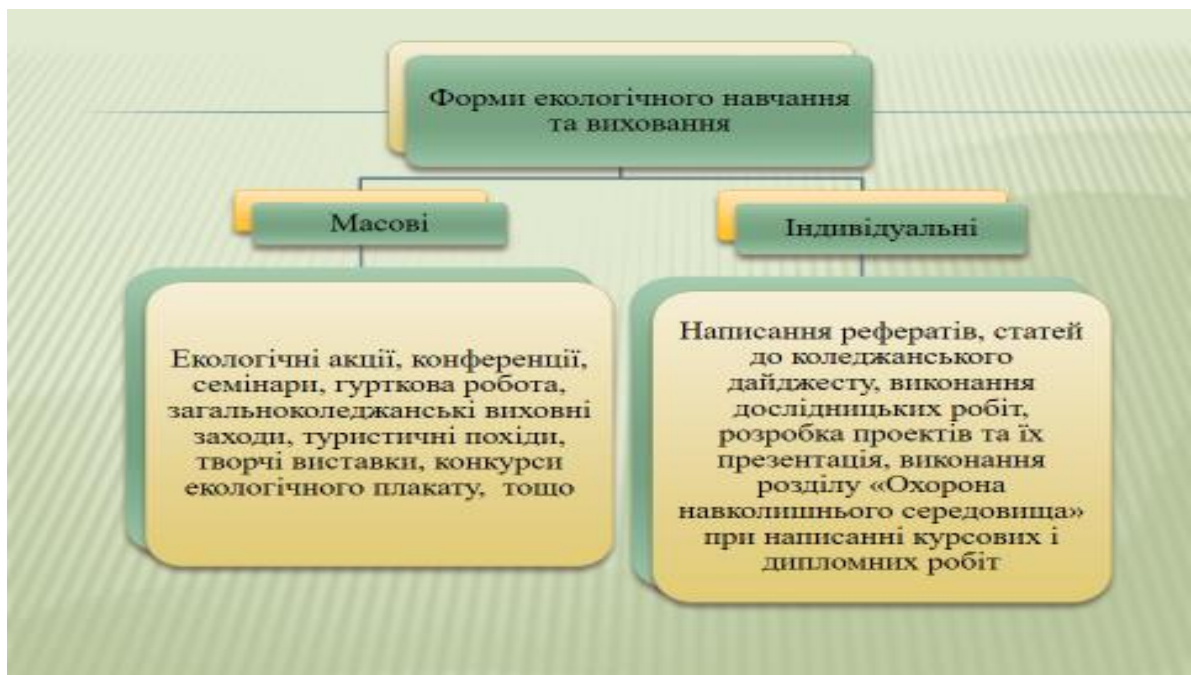 Форми екологічного навчання
та виховання
Масові
Індивідуальні
Екологічні акції, конференції,
семінари, гурткова робота,
загальноколеджанські виховні
заходи, туристичні походи,
творчі виставки, конкурси
екологічного плакату, тощо
Написання рефератів, статей
до коледжанського
дайджесту, виконання
дослідницьких робіт,
розробка проектів та їх
презентація, виконання
розділу «Охорона
навколишнього середовища»
при написанні курсових і
дипломних робіт